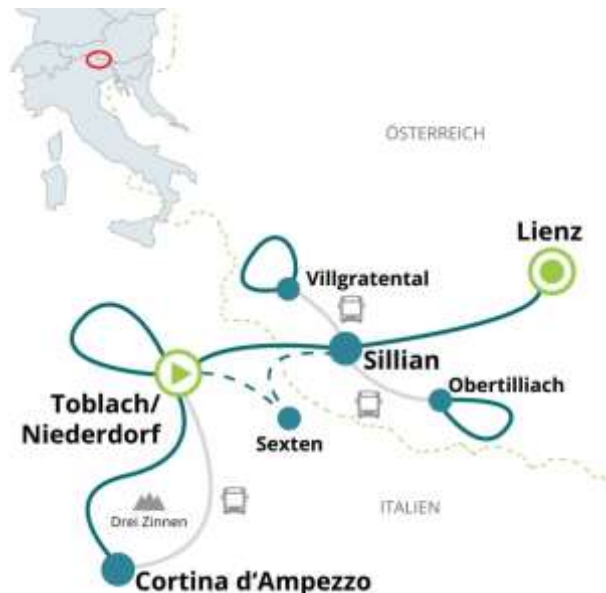 ÖSTERREICH
Lienz
Villgratental
Sillian
Obertilliach
Toblach/
Niederdorf
Sexten
Drei Zinnen
ITALIEN
Cortina d'Ampezzo